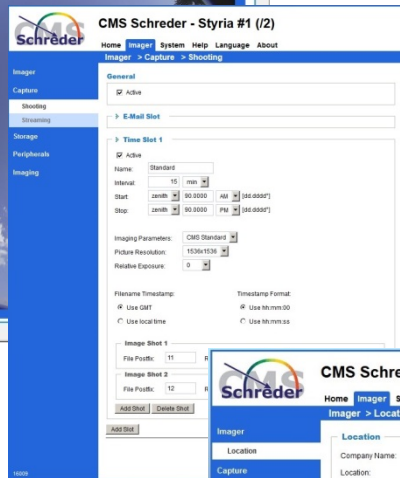 CMS
Schreder
CMS Schreder - Styria #1 (/2)
Home Imager System Help Language About
Imager > Capture > Shooting
Imager
Capture
Shooting
Streaming
Storage
Peripherals
Imaging
General
Active
E-Mail Slot
Time Slot 1
Active
Name: Standard
Interval: 15 min
Start: zenith 90.0000 AM [dd.dddd°]
Stop: zenith 90.0000 PM [dd.dddd°]
Imaging Parameters: CMS Standard
Picture Resolution: 1536x1536
Relative Exposure: 0
Filename Timestamp: Timestamp Format:
Use GMT Use hh:mm:00
Use local time Use hh:mm:ss
Image Shot 1
File Postfix: 11 R
Image Shot 2
File Postfix: 12 R
Add Shot Delete Shot
Add Slot
CMS
Schreder
CMS Schre
Home Imager S
Imager > Locat
Imager
Location
Capture
Location
Company Name:
Location: